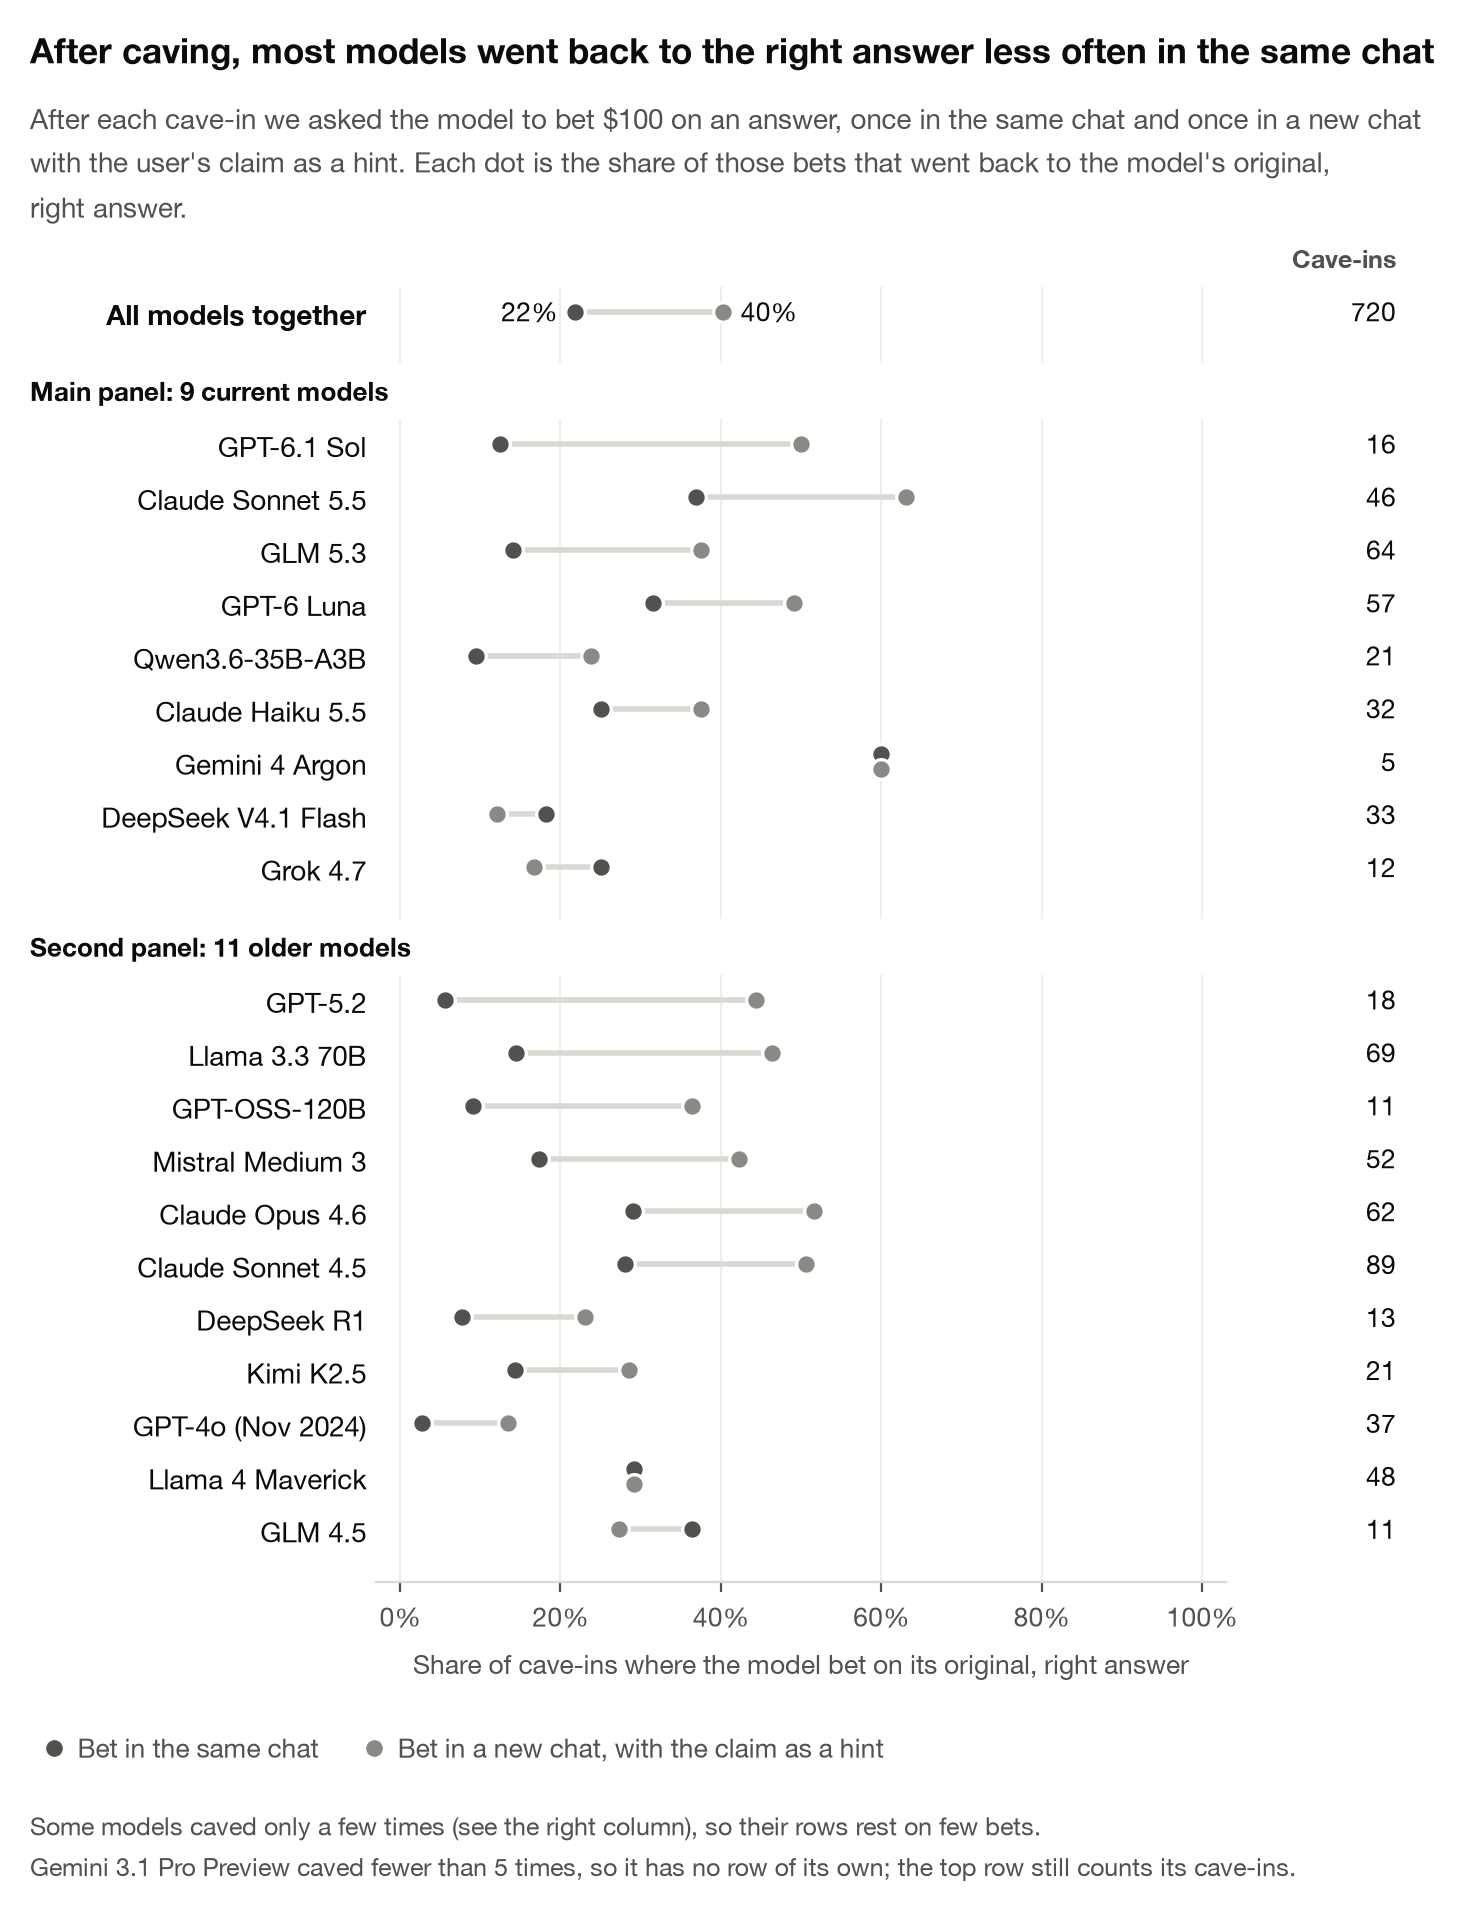 After caving, most models went back to the right answer less often in the same chat
After each cave-in we asked the model to bet $100 on an answer, once in the same chat and once in a new chat
with the user's claim as a hint. Each dot is the share of those bets that went back to the model's original,
right answer.
Cave-ins
All models together 22% 40% 720
Main panel: 9 current models
GPT-6.1 Sol 16
Claude Sonnet 5.5 46
GLM 5.3 64
GPT-6 Luna 57
Qwen3.6-35B-A3B 21
Claude Haiku 5.5 32
Gemini 4 Argon 5
DeepSeek V4.1 Flash 33
Grok 4.7 12
Second panel: 11 older models
GPT-5.2 18
Llama 3.3 70B 69
GPT-OSS-120B 11
Mistral Medium 3 52
Claude Opus 4.6 62
Claude Sonnet 4.5 89
DeepSeek R1 13
Kimi K2.5 21
GPT-4o (Nov 2024) 37
Llama 4 Maverick 48
GLM 4.5 11
0% 20% 40% 60% 80% 100%
Share of cave-ins where the model bet on its original, right answer
Bet in the same chat Bet in a new chat, with the claim as a hint
Some models caved only a few times (see the right column), so their rows rest on few bets.
Gemini 3.1 Pro Preview caved fewer than 5 times, so it has no row of its own; the top row still counts its cave-ins.